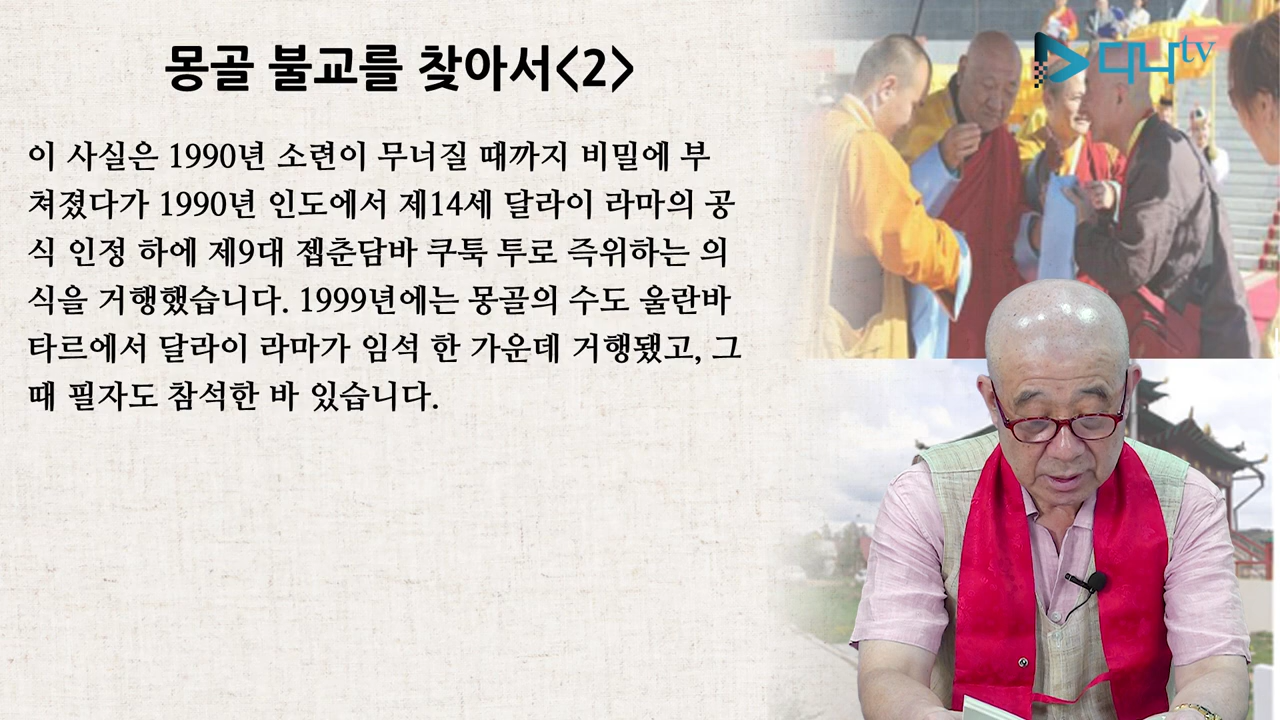 몽골 불교를 찾아서<2>
이 사실은 1990년 소련이 무너질 때까지 비밀에 부
쳐졌다가 1990년 인도에서 제14세 달라이 라마의 공
식 인정 하에 제9대 젭춘담바 쿠툭 투로 즉위하는 의
식을 거행했습니다. 1999년에는 몽골의 수도 울란바
타르에서 달라이 라마가 임석 한 가운데 거행됐고, 그
때 필자도 참석한 바 있습니다.